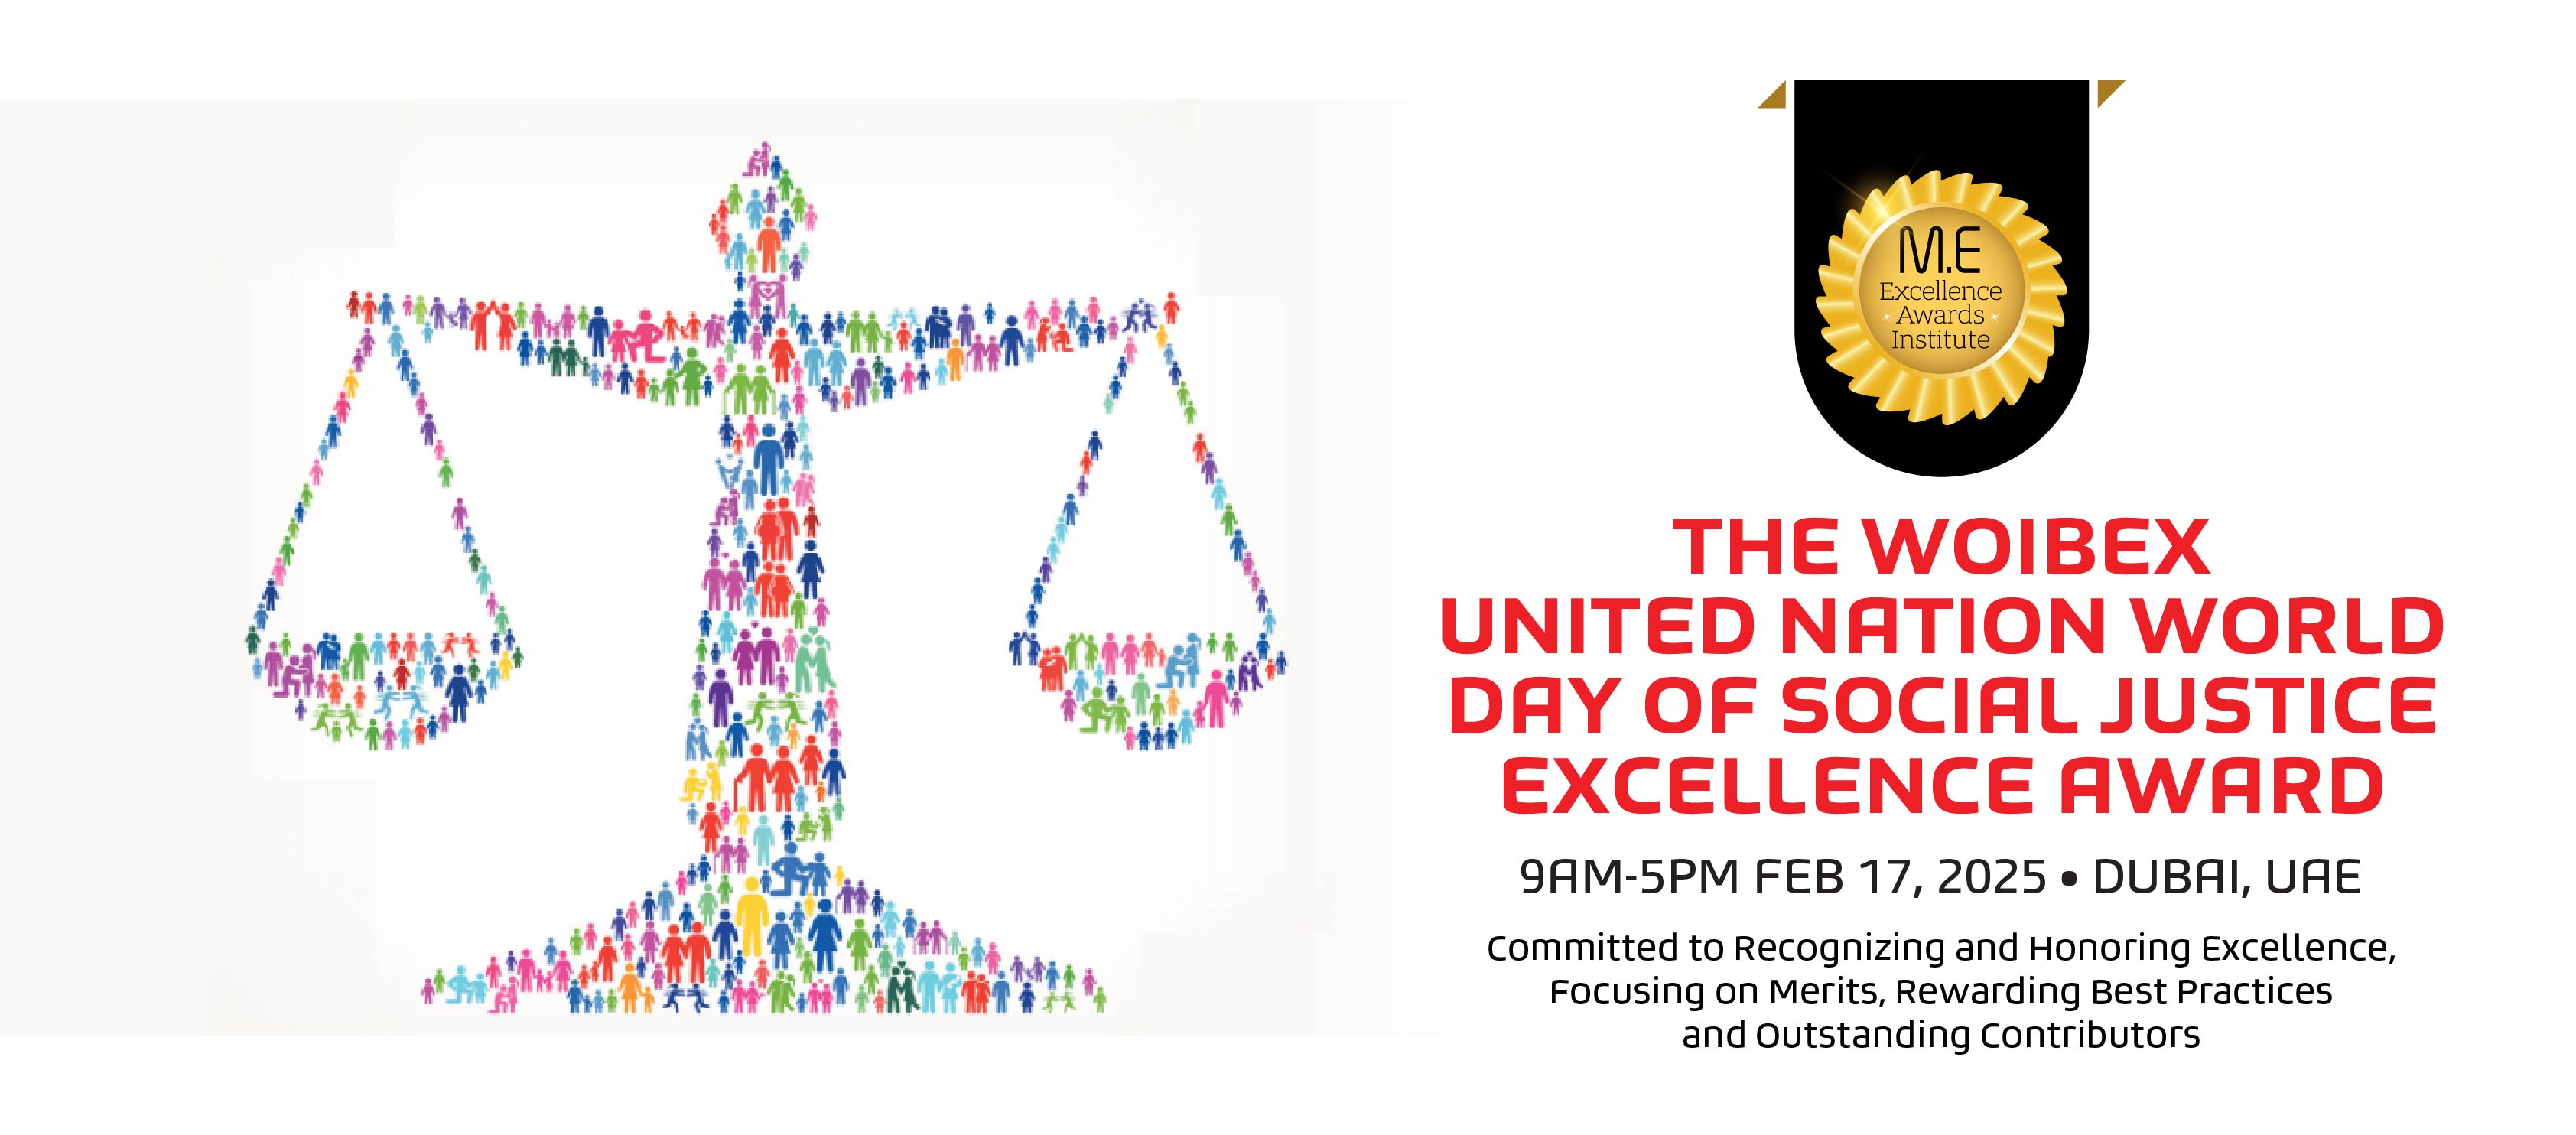 M.E
Excellence
Awards
Institute
THE WOIBEX
UNITED NATION WORLD
DAY OF SOCIAL JUSTICE
EXCELLENCE AWARD
9AM-5PM FEB 17, 2025 • DUBAI, UAE
Committed to Recognizing and Honoring Excellence,
Focusing on Merits, Rewarding Best Practices
and Outstanding Contributors